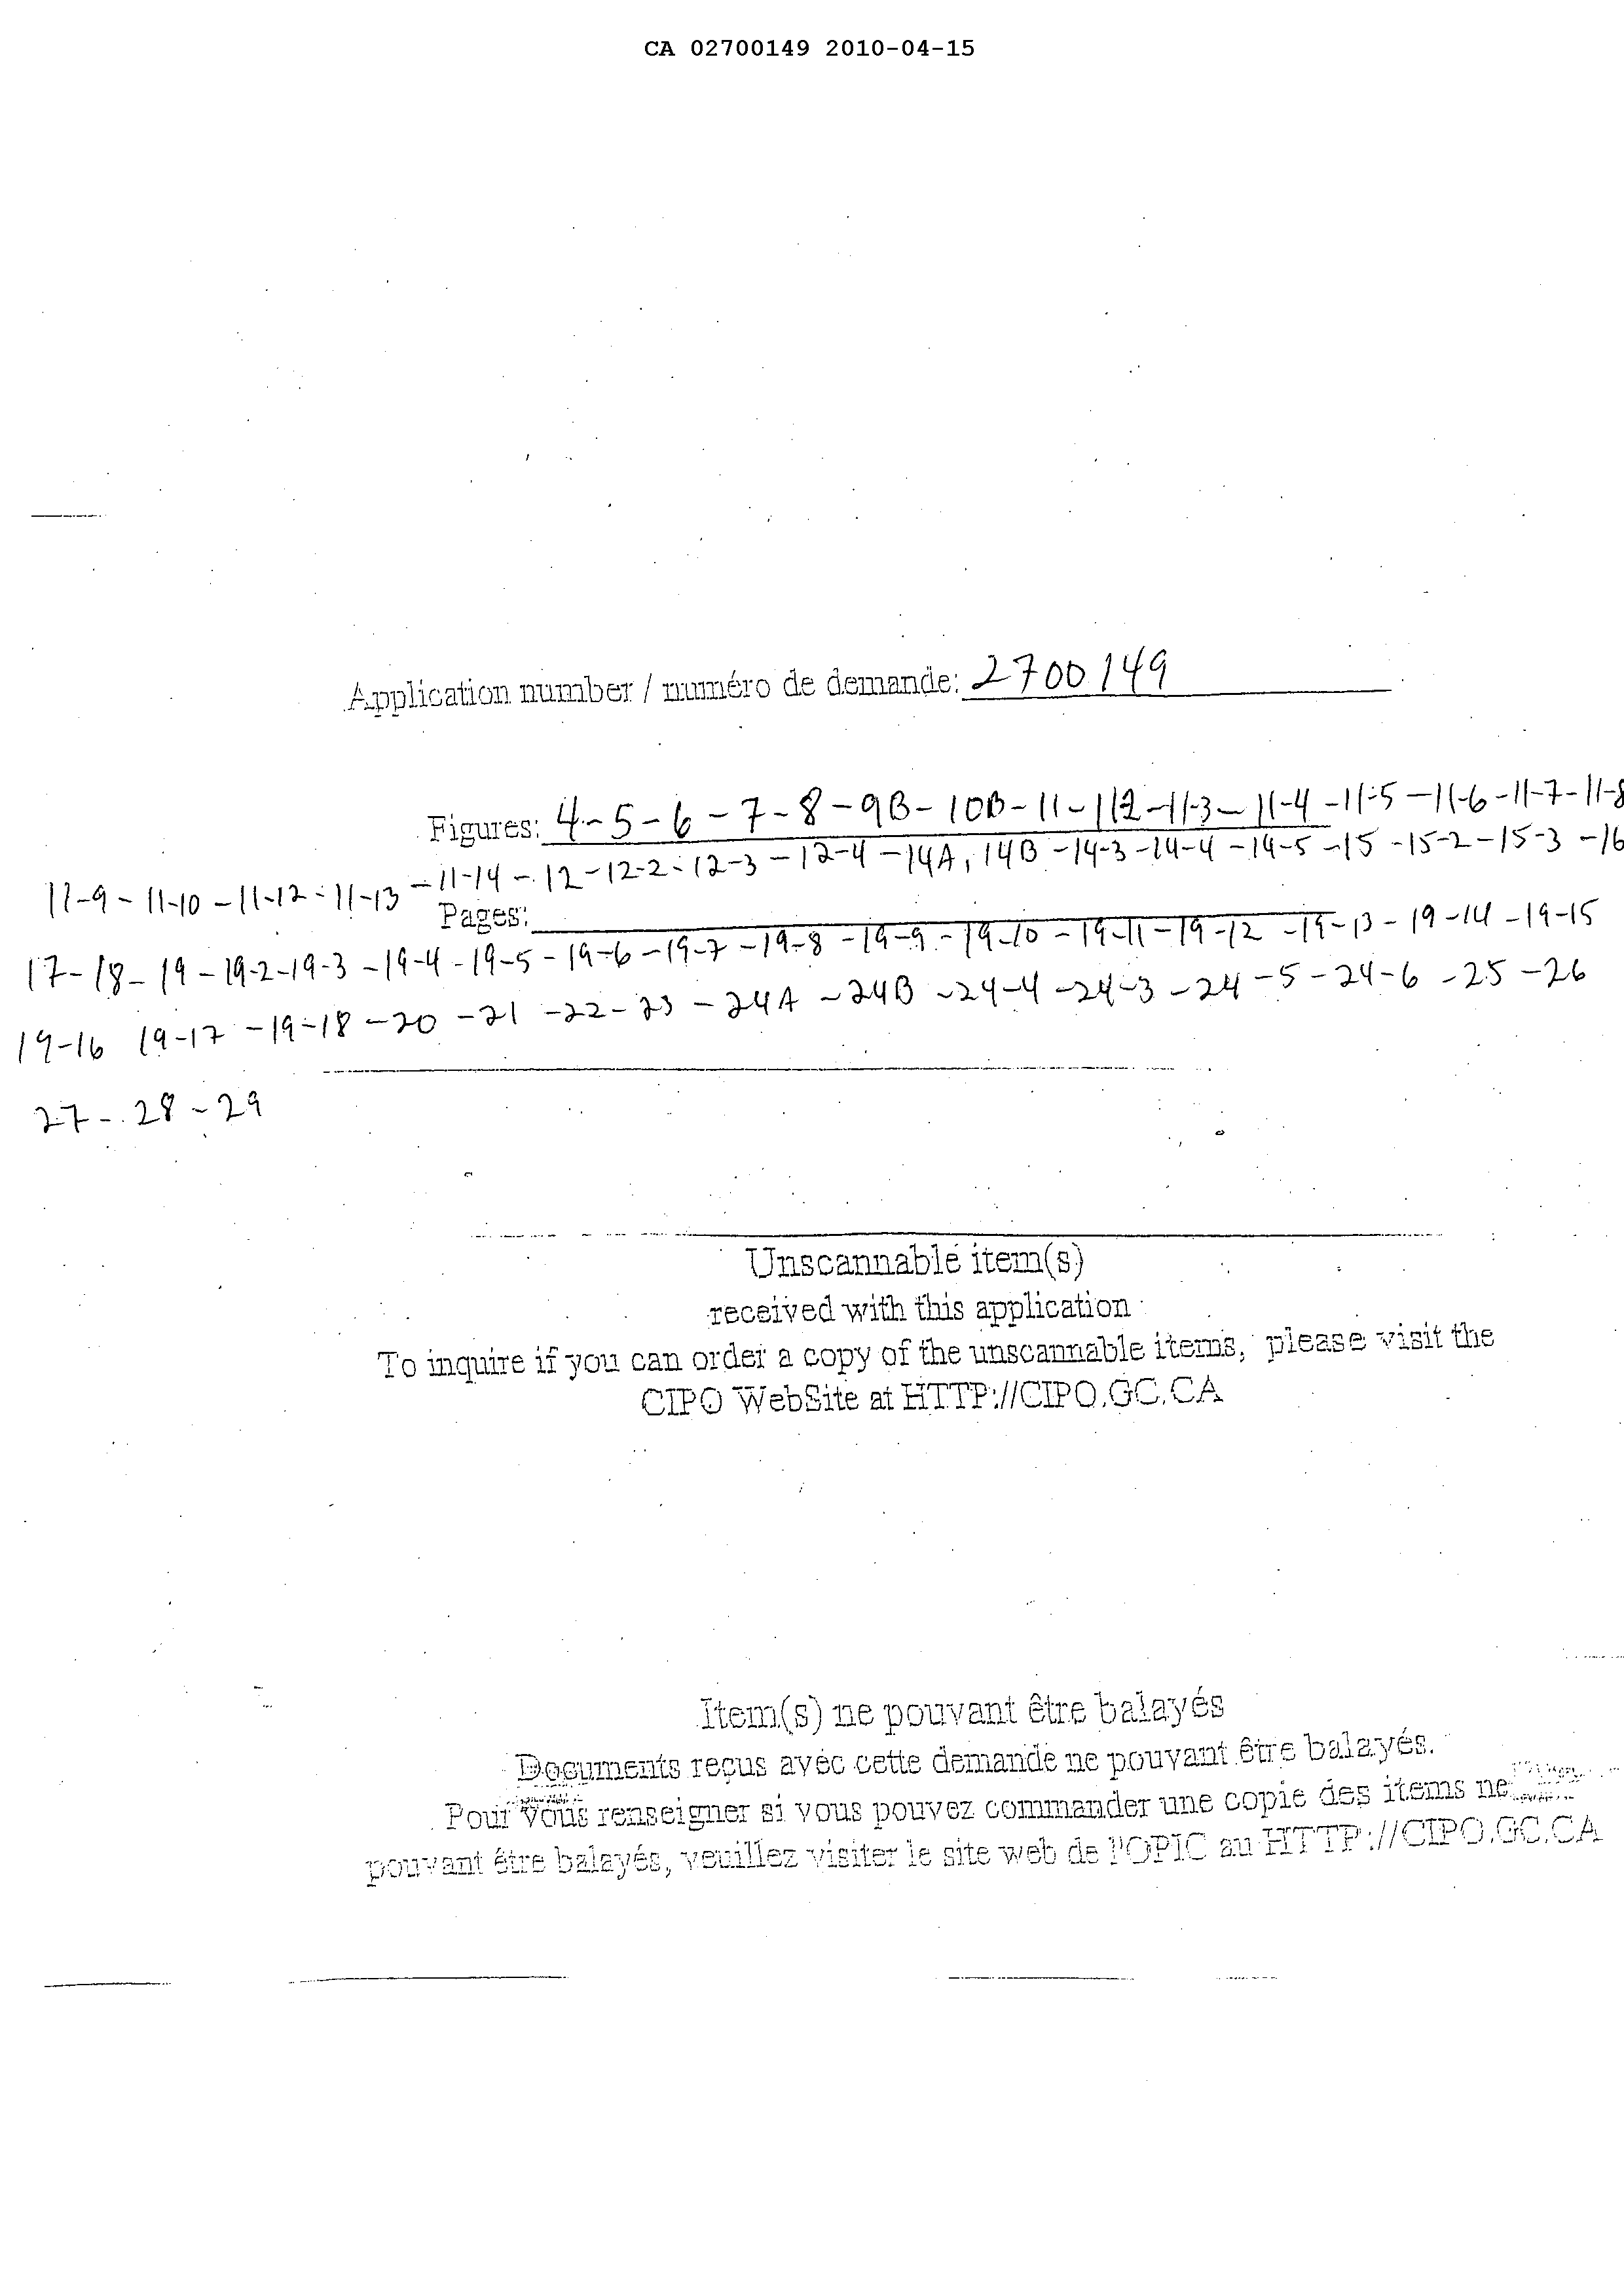 CA 02700149 2010-04-15
Application number / numéro de demande: 2700149
Figures: 4-5-6-7-8-9B-10B-11-112-11-3-11-4-11-5-11-6-11-7-11-8
11-9-11-10-11-12-11-13-11-14-12-12-2-12-3-12-4-14A, 14B-14-3-14-4-14-5-15-15-2-15-3-16
Pages:
17-18-19-19-2-19-3-19-4-19-5-19-6-19-7-19-8-19-9-19-10-19-11-19-12-19-13-19-14-19-15
19-16 19-17-19-18-20-21-22-23-24A-24B-24-4-24-3-24-5-24-6-25-26
27-28-29
Unscannable item(s)
received with this application
To inquire if you can order a copy of the unscannable items, please visit the
CIPO WebSite at HTTP://CIPO.GC.CA
Item(s) ne pouvant être balayés
Documents reçus avec cette demande ne pouvant être balayés.
Pour vous renseigner si vous pouvez commander une copie des items ne
pouvant être balayés, veuillez visiter le site web de l'OPIC au HTTP://CIPO.GC.CA